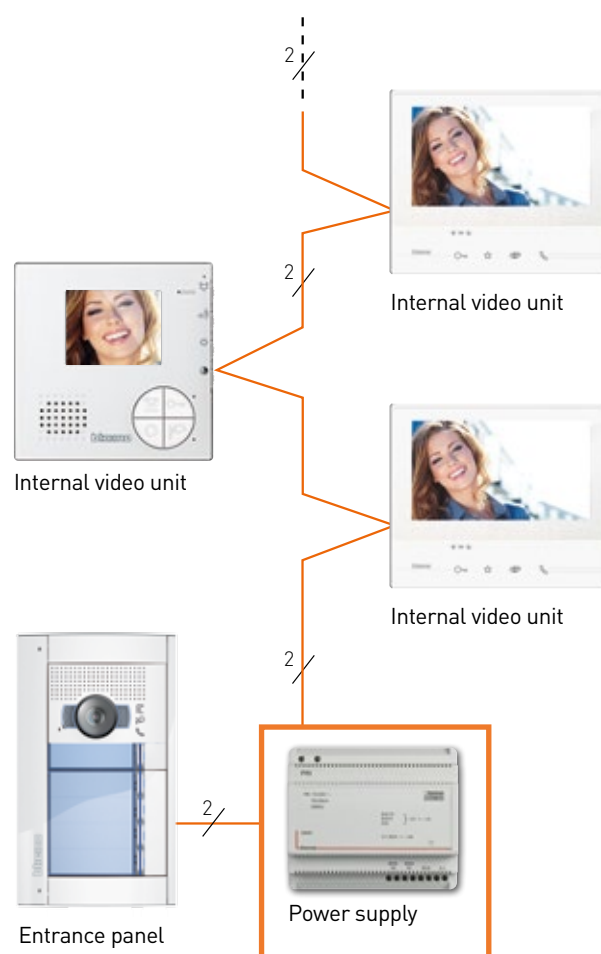 2
Internal video unit
2
Internal video unit
Internal video unit
2
2
Power supply
Entrance panel